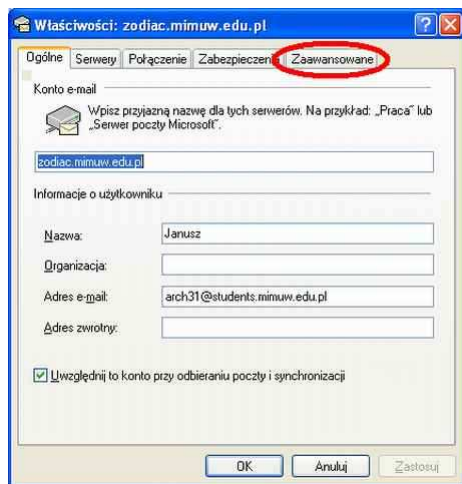 Właściwości: zodiac.mimuw.edu.pl
Ogólne Serwery Połączenie Zabezpieczenia Zaawansowane
Konto e-mail
Wpisz przyjazną nazwę dla tych serwerów. Na przykład: „Praca” lub
„Serwer poczty Microsoft”.
zodiac.mimuw.edu.pl
Informacje o użytkowniku
Nazwa: Janusz
Organizacja:
Adres e-mail: arch31@students.mimuw.edu.pl
Adres zwrotny:
Uwzględnij to konto przy odbieraniu poczty i synchronizacji
OK Anuluj Zastosuj